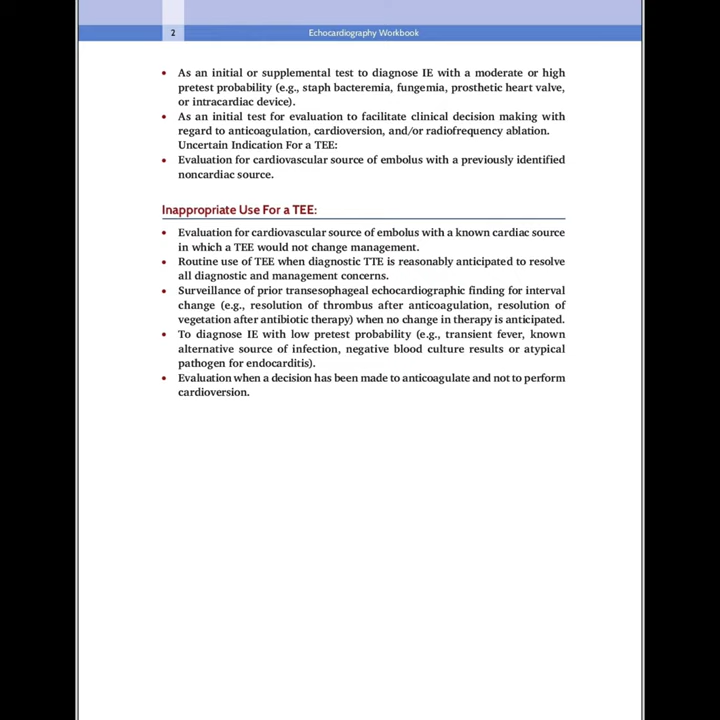 2
Echocardiography Workbook
• As an initial or supplemental test to diagnose IE with a moderate or high
pretest probability (e.g., staph bacteremia, fungemia, prosthetic heart valve,
or intracardiac device).
• As an initial test for evaluation to facilitate clinical decision making with
regard to anticoagulation, cardioversion, and/or radiofrequency ablation.
Uncertain Indication For a TEE:
• Evaluation for cardiovascular source of embolus with a previously identified
noncardiac source.
Inappropriate Use For a TEE:
• Evaluation for cardiovascular source of embolus with a known cardiac source
in which a TEE would not change management.
• Routine use of TEE when diagnostic TTE is reasonably anticipated to resolve
all diagnostic and management concerns.
• Surveillance of prior transesophageal echocardiographic finding for interval
change (e.g., resolution of thrombus after anticoagulation, resolution of
vegetation after antibiotic therapy) when no change in therapy is anticipated.
• To diagnose IE with low pretest probability (e.g., transient fever, known
alternative source of infection, negative blood culture results or atypical
pathogen for endocarditis).
• Evaluation when a decision has been made to anticoagulate and not to perform
cardioversion.